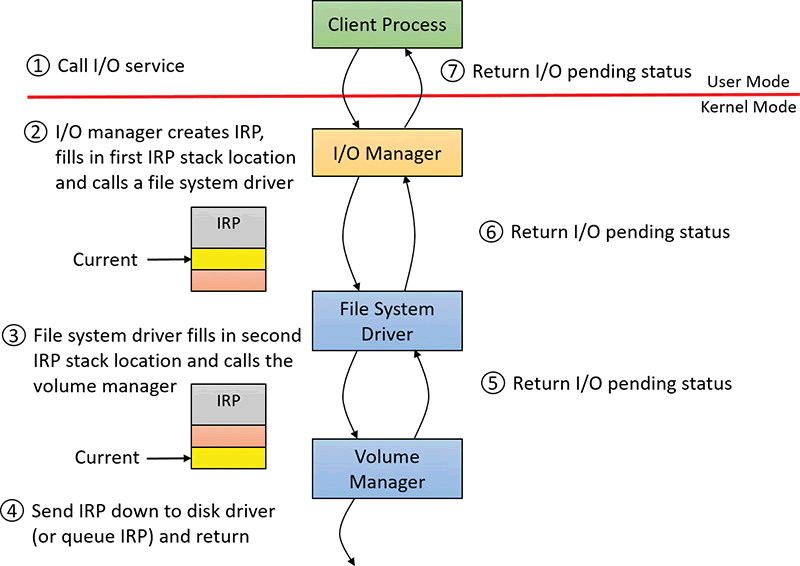 Client Process
① Call I/O service
⑦ Return I/O pending status
User Mode
Kernel Mode
② I/O manager creates IRP,
fills in first IRP stack location
and calls a file system driver
I/O Manager
IRP
Current
⑥ Return I/O pending status
File System
Driver
③ File system driver fills in second
IRP stack location and calls the
volume manager
⑤ Return I/O pending status
IRP
Current
Volume
Manager
④ Send IRP down to disk driver
(or queue IRP) and return